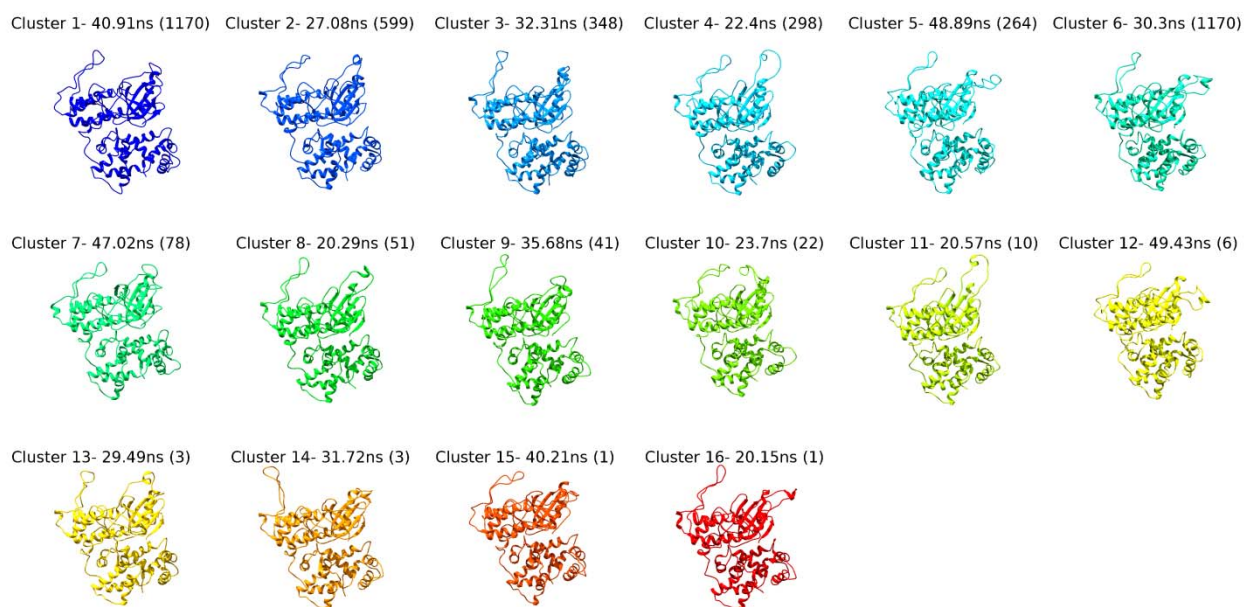 Cluster 1- 40.91ns (1170)
Cluster 2- 27.08ns (599)
Cluster 3- 32.31ns (348)
Cluster 4- 22.4ns (298)
Cluster 5- 48.89ns (264)
Cluster 6- 30.3ns (1170)
Cluster 7- 47.02ns (78)
Cluster 8- 20.29ns (51)
Cluster 9- 35.68ns (41)
Cluster 10- 23.7ns (22)
Cluster 11- 20.57ns (10)
Cluster 12- 49.43ns (6)
Cluster 13- 29.49ns (3)
Cluster 14- 31.72ns (3)
Cluster 15- 40.21ns (1)
Cluster 16- 20.15ns (1)